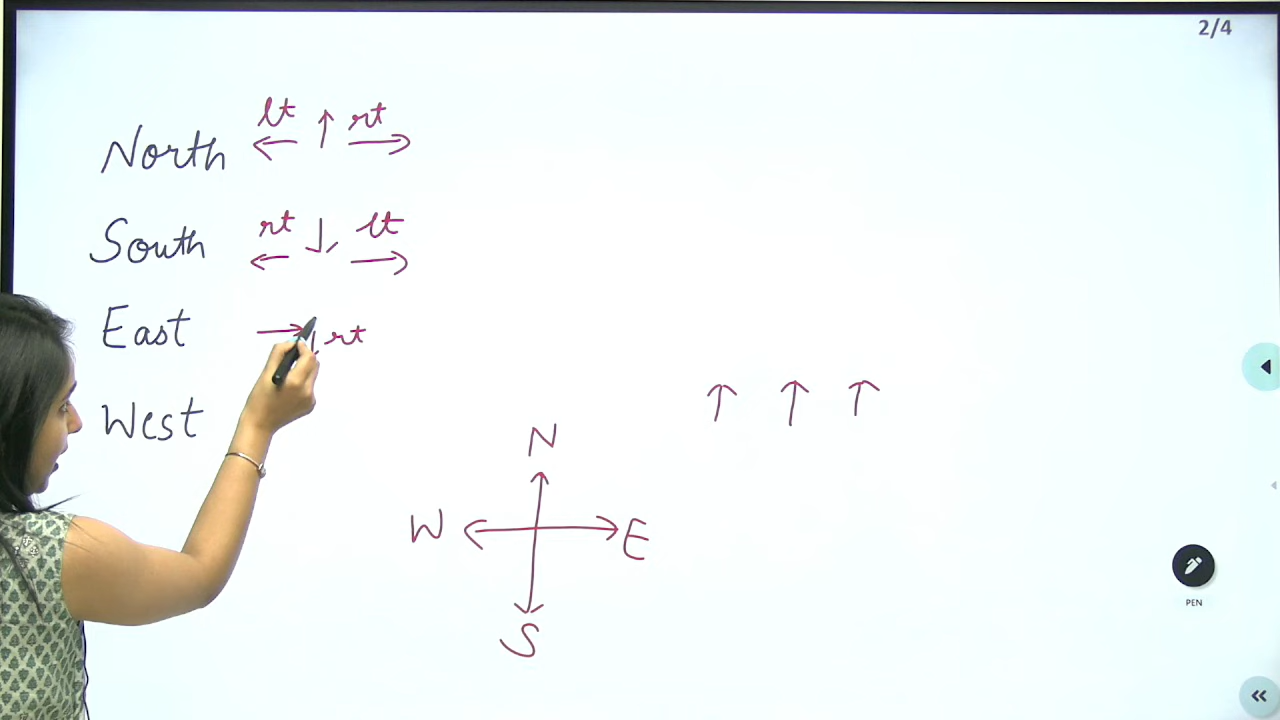 2/4
lt ↑ rt
North ← →
rt ↓ lt
South ← →
East → rt
West
↑ ↑ ↑
N
W E
S
PEN